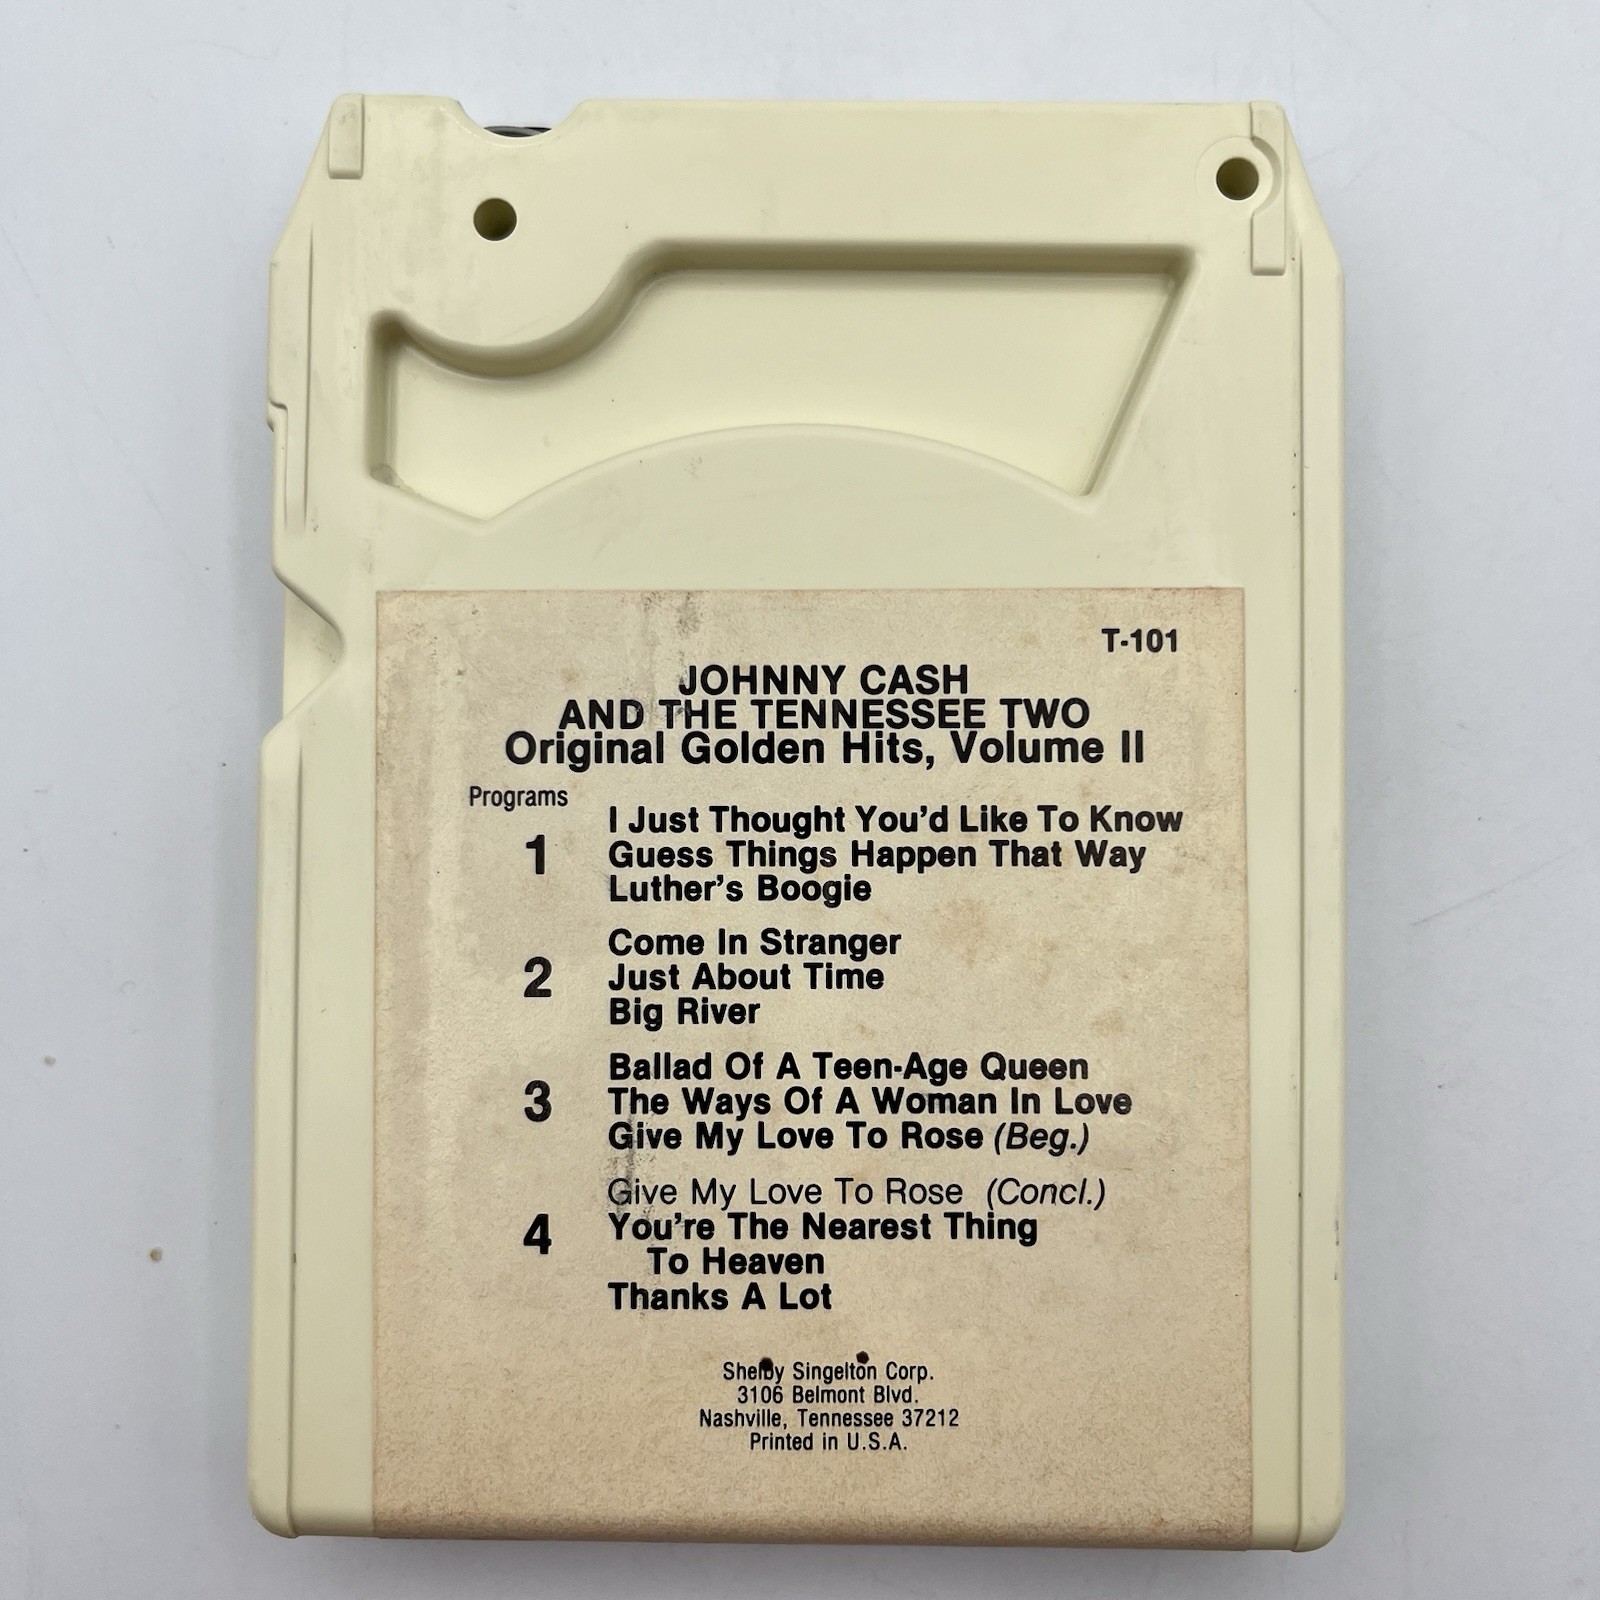 T-101
JOHNNY CASH
AND THE TENNESSEE TWO
Original Golden Hits, Volume II
Programs
1
I Just Thought You'd Like To Know
Guess Things Happen That Way
Luther's Boogie
2
Come In Stranger
Just About Time
Big River
3
Ballad Of A Teen-Age Queen
The Ways Of A Woman In Love
Give My Love To Rose (Beg.)
4
Give My Love To Rose (Concl.)
You're The Nearest Thing
To Heaven
Thanks A Lot
Shelby Singelton Corp.
3106 Belmont Blvd.
Nashville, Tennessee 37212
Printed in U.S.A.